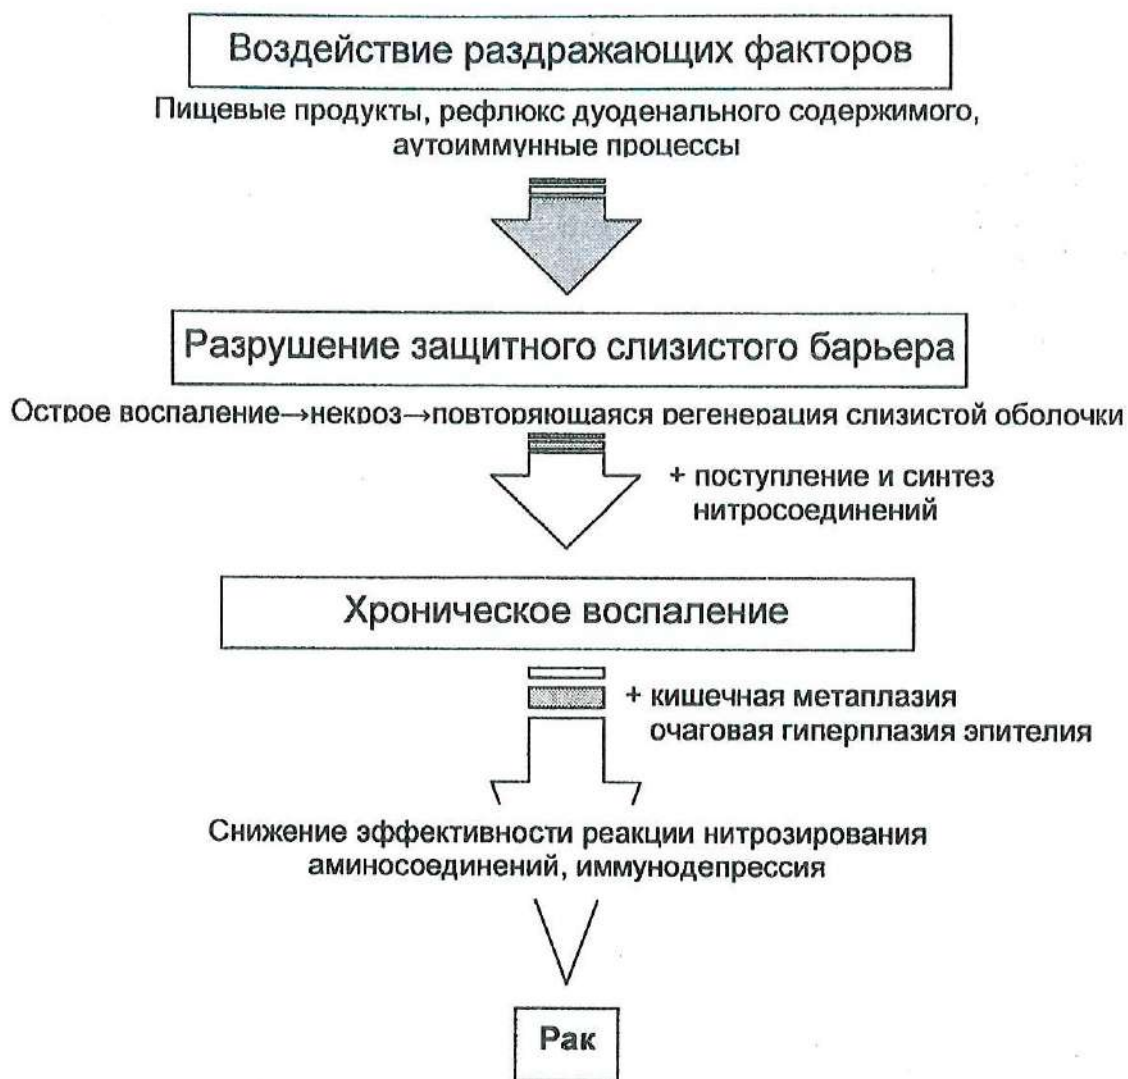 Воздействие раздражающих факторов
Пищевые продукты, рефлюкс дуоденального содержимого,
аутоиммунные процессы
Разрушение защитного слизистого барьера
Острое воспаление→некроз→повторяющаяся регенерация слизистой оболочки
+ поступление и синтез
нитросоединений
Хроническое воспаление
+ кишечная метаплазия
очаговая гиперплазия эпителия
Снижение эффективности реакции нитрозирования
аминосоединений, иммунодепрессия
Рак